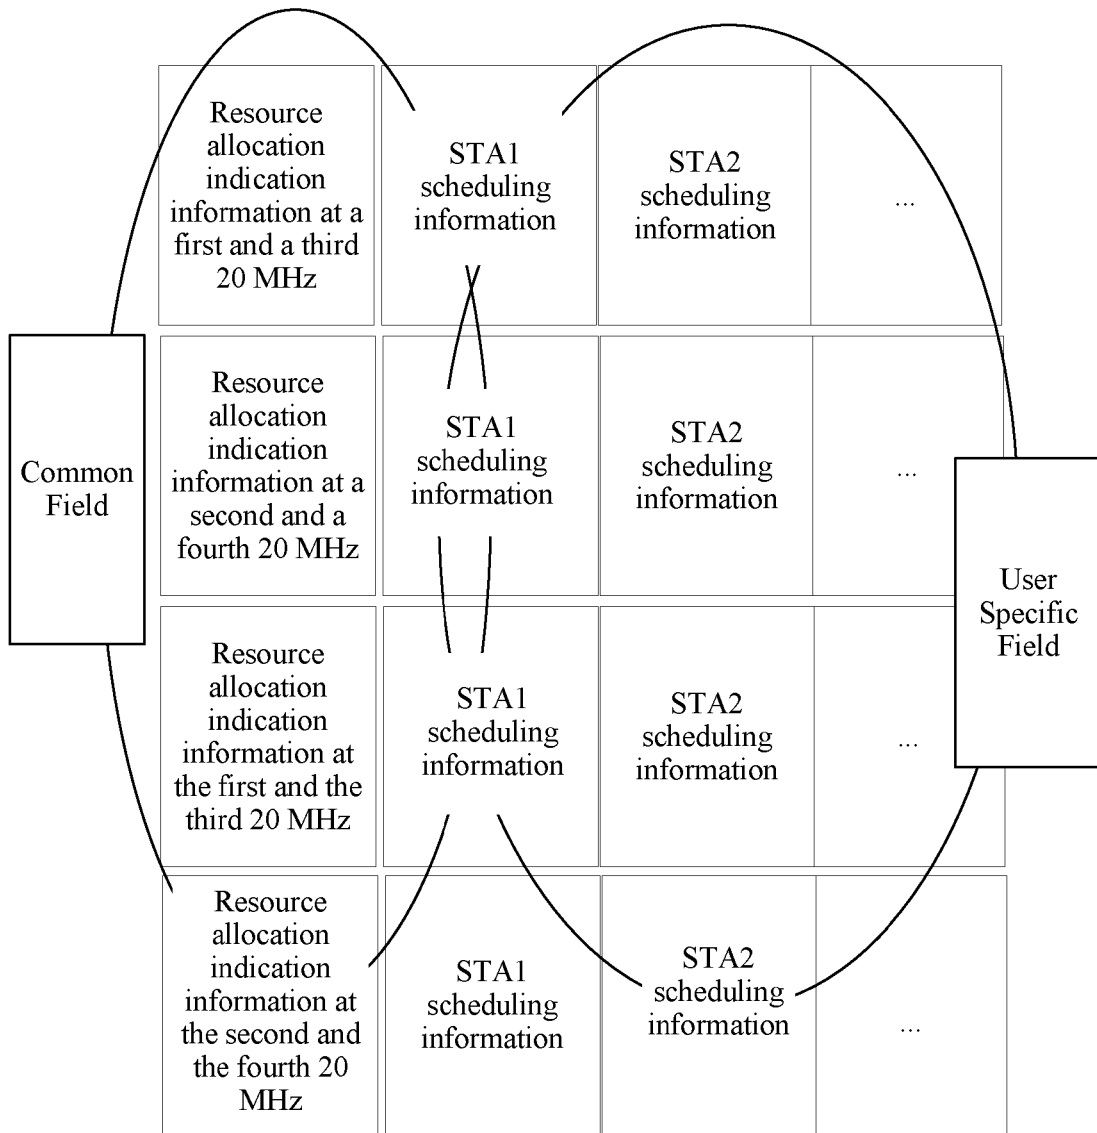 Resource
allocation
indication
information at a
first and a third
20 MHz
STA1
scheduling
information
STA2
scheduling
information
...
Resource
allocation
indication
information at a
second and a
fourth 20 MHz
STA1
scheduling
information
STA2
scheduling
information
...
Common
Field
User
Specific
Field
Resource
allocation
indication
information at
the first and the
third 20 MHz
STA1
scheduling
information
STA2
scheduling
information
...
Resource
allocation
indication
information at
the second and
the fourth 20
MHz
STA1
scheduling
information
STA2
scheduling
information
...